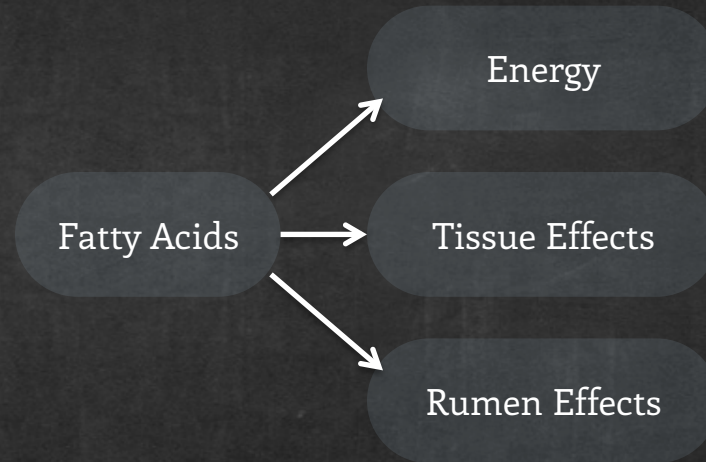 Energy
Fatty Acids
Tissue Effects
Rumen Effects